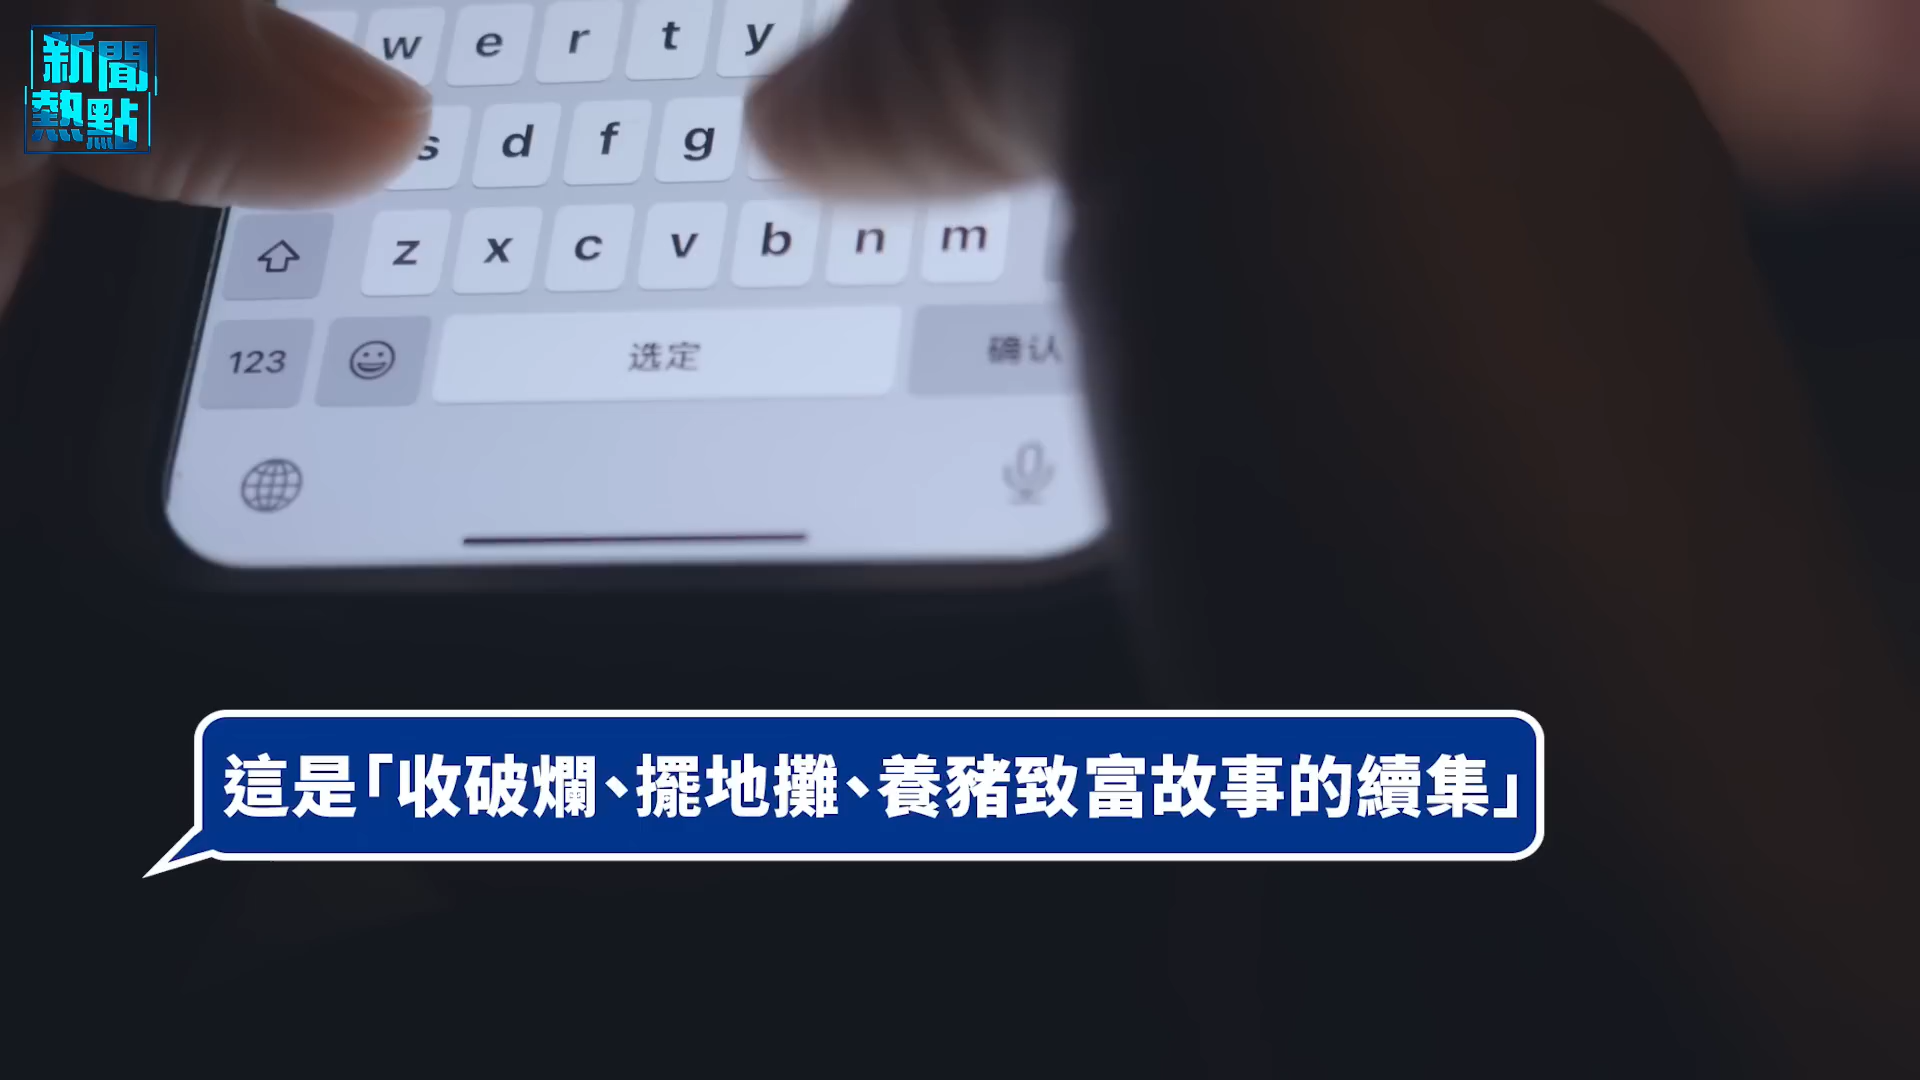 新聞
熱點
w e r t y
s d f g
z x c v b n m
123 选定 确认
這是「收破爛、擺地攤、養豬致富故事的續集」